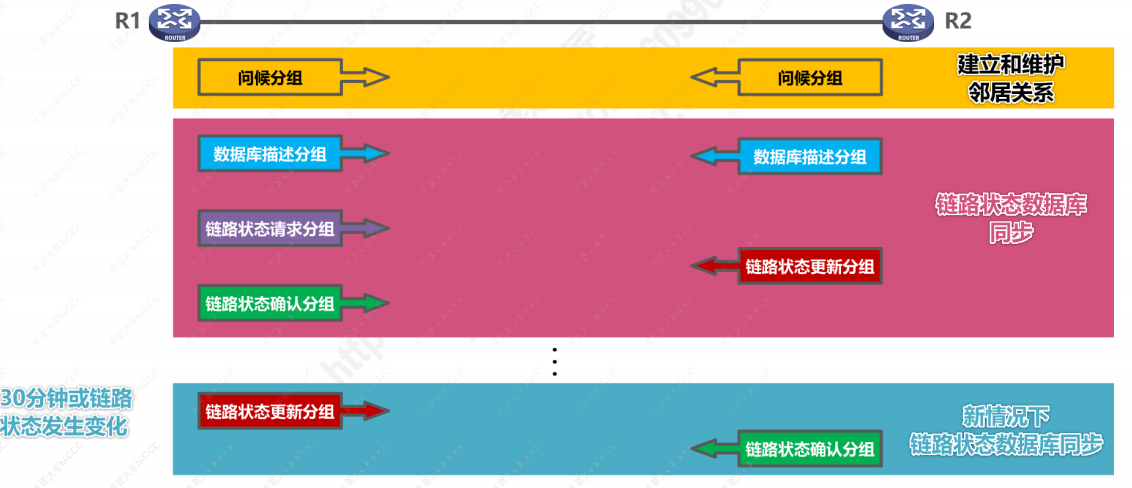 R1
ROUTER
R2
ROUTER
问候分组
问候分组
建立和维护
邻居关系
数据库描述分组
数据库描述分组
链路状态请求分组
链路状态数据库
同步
链路状态更新分组
链路状态确认分组
30分钟或链路
状态发生变化
链路状态更新分组
新情况下
链路状态数据库同步
链路状态确认分组